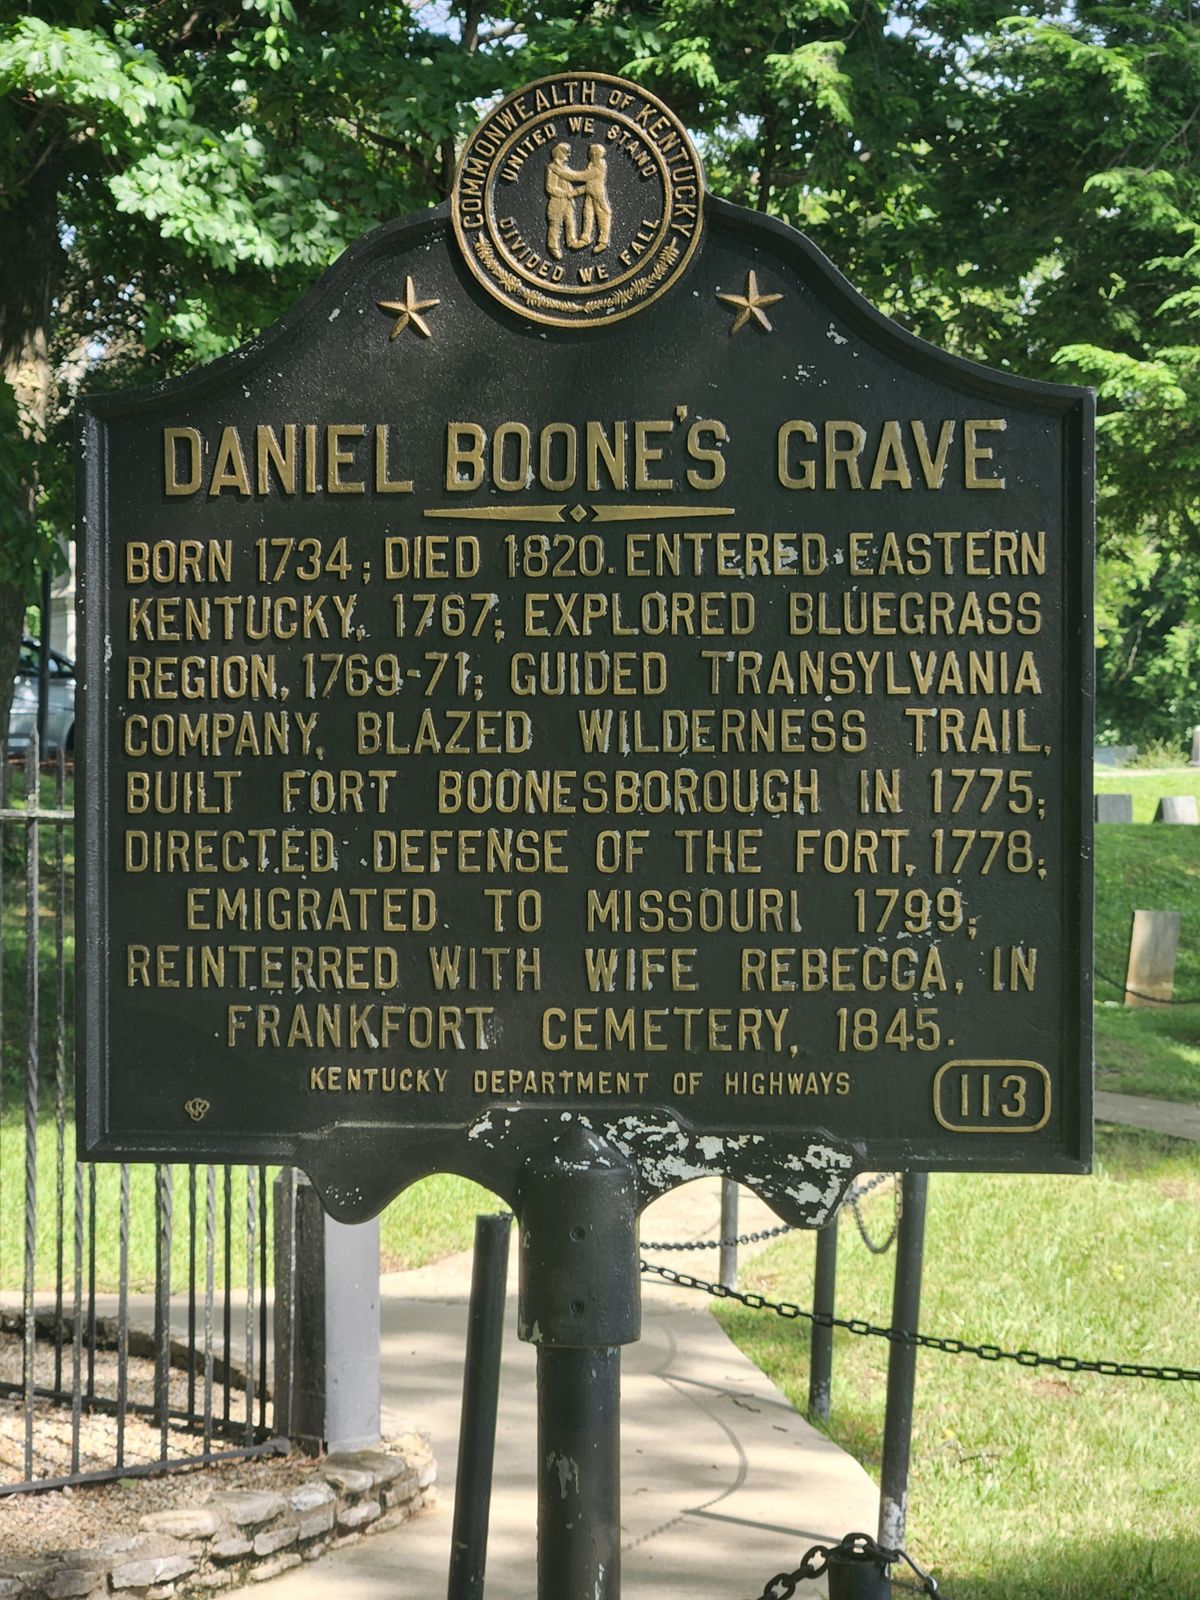 COMMONWEALTH OF KENTUCKY
UNITED WE STAND
DIVIDED WE FALL
DANIEL BOONE'S GRAVE
BORN 1734; DIED 1820. ENTERED EASTERN
KENTUCKY, 1767; EXPLORED BLUEGRASS
REGION, 1769-71; GUIDED TRANSYLVANIA
COMPANY, BLAZED WILDERNESS TRAIL,
BUILT FORT BOONESBOROUGH IN 1775;
DIRECTED DEFENSE OF THE FORT, 1778;
EMIGRATED TO MISSOURI 1799;
REINTERRED WITH WIFE REBECCA, IN
FRANKFORT CEMETERY, 1845.
KENTUCKY DEPARTMENT OF HIGHWAYS
113